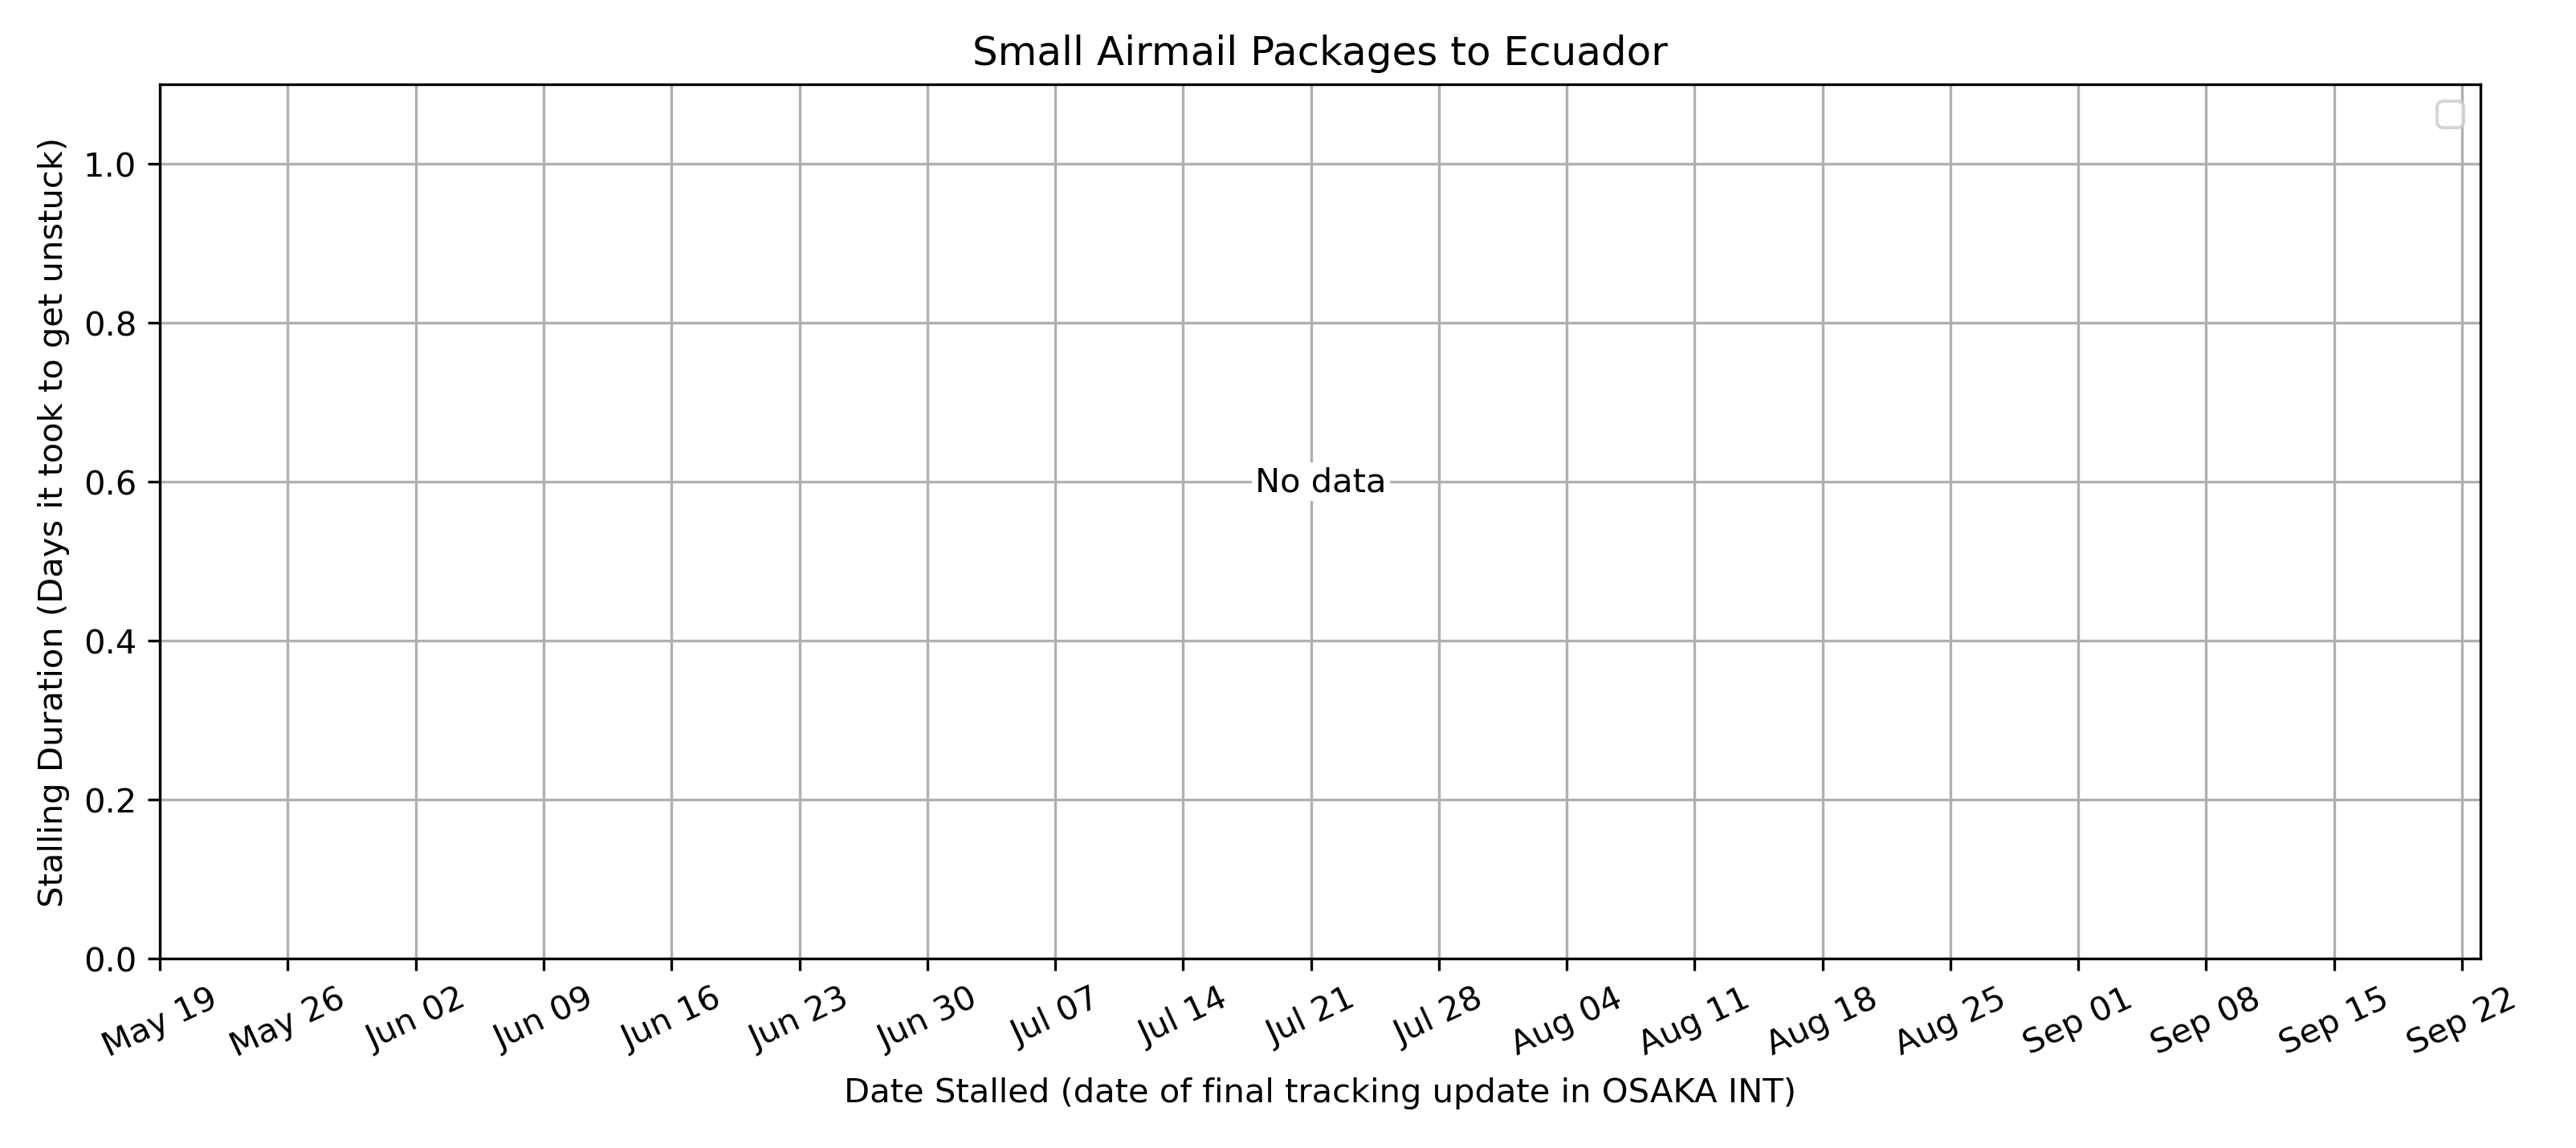 Small Airmail Packages to Ecuador
Stalling Duration (Days it took to get unstuck)
1.0
0.8
0.6
0.4
0.2
0.0
No data
May 19 May 26 Jun 02 Jun 09 Jun 16 Jun 23 Jun 30 Jul 07 Jul 14 Jul 21 Jul 28 Aug 04 Aug 11 Aug 18 Aug 25 Sep 01 Sep 08 Sep 15 Sep 22
Date Stalled (date of final tracking update in OSAKA INT)